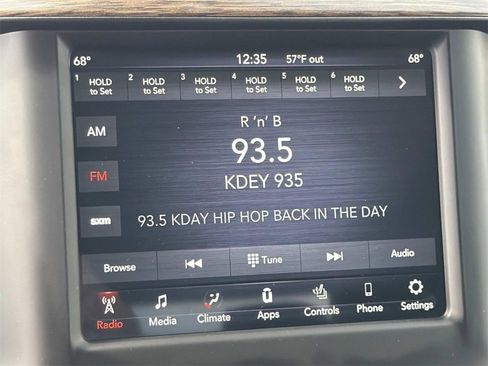 68° 12:35 57°F out 68°
1 HOLD to Set 2 HOLD to Set 3 HOLD to Set 4 HOLD to Set 5 HOLD to Set 6 HOLD to Set
R 'n' B
AM
93.5
FM
KDEY 935
sxm
93.5 KDAY HIP HOP BACK IN THE DAY
Browse Tune Audio
Radio Media Climate Apps Controls Phone Settings